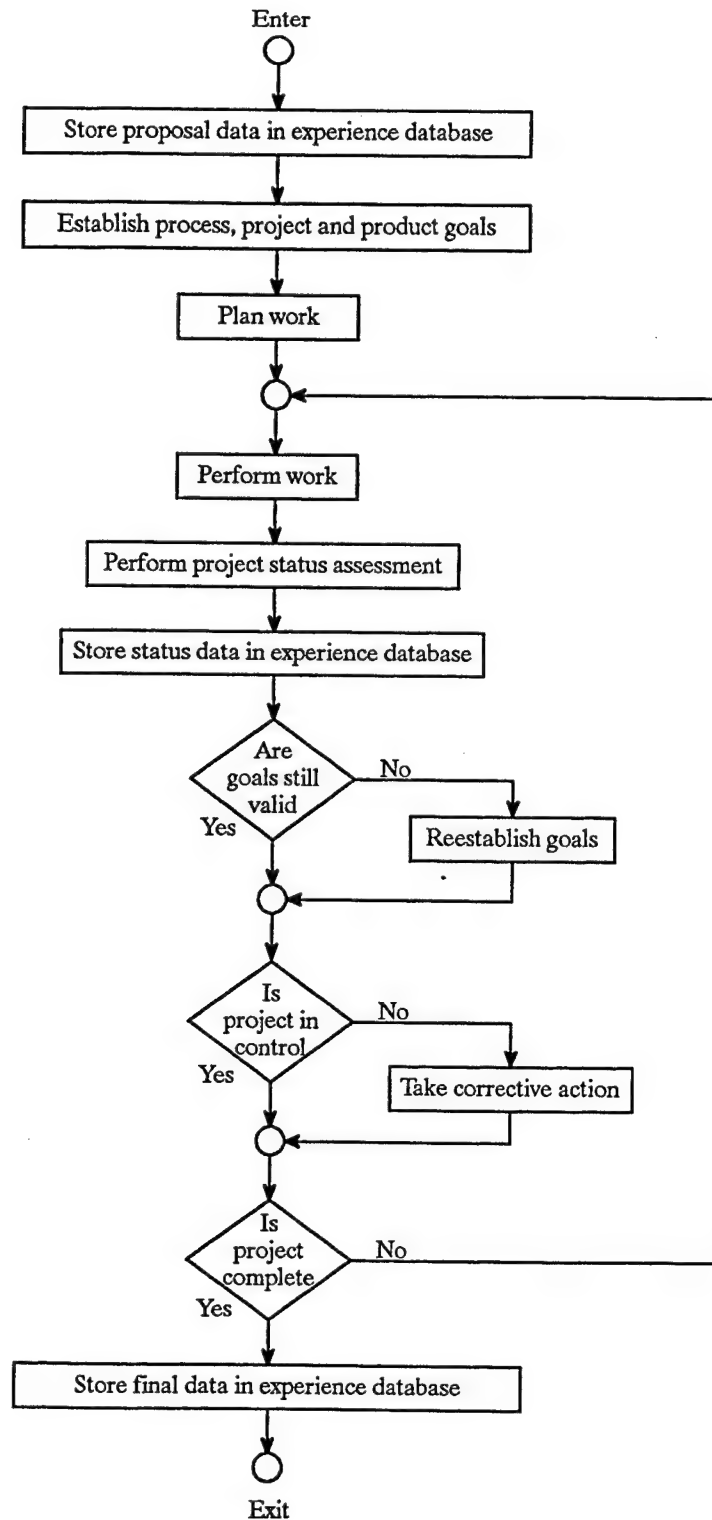 Enter
Store proposal data in experience database
Establish process, project and product goals
Plan work
Perform work
Perform project status assessment
Store status data in experience database
Are
goals still
valid
No
Yes
Reestablish goals
Is
project in
control
No
Yes
Take corrective action
Is
project
complete
No
Yes
Store final data in experience database
Exit